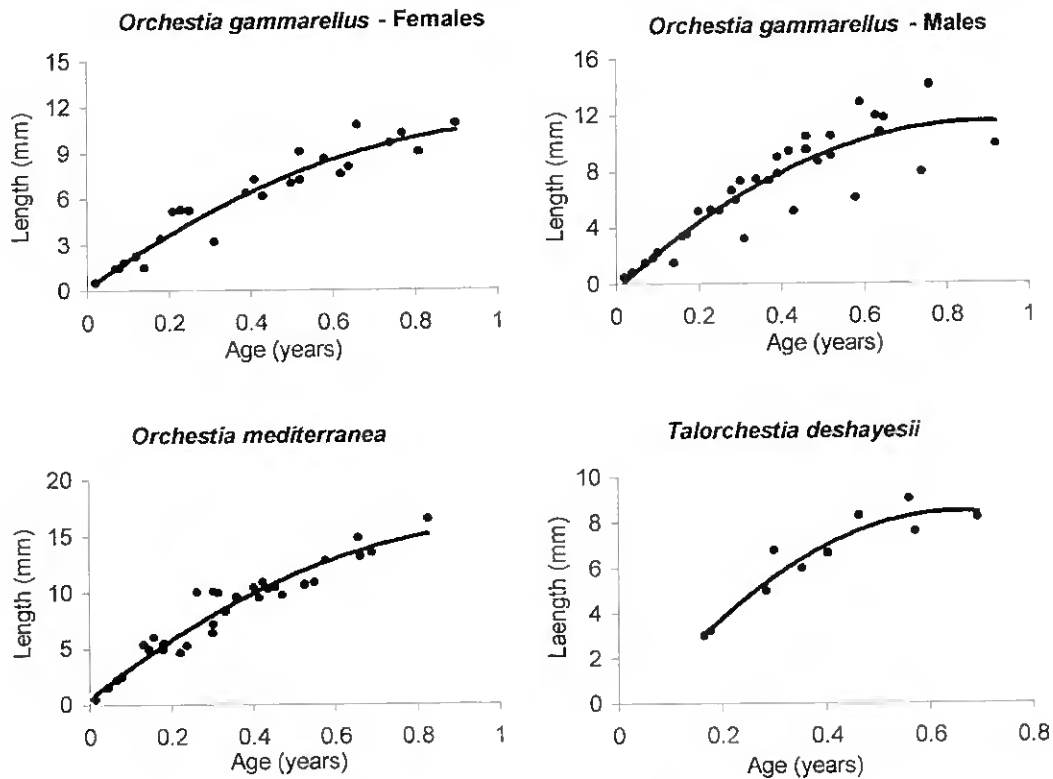 Orchestia gammarellus - Females
15
12
9
6
3
0
Length (mm)
0 0.2 0.4 0.6 0.8 1
Age (years)
Orchestia gammarellus - Males
16
12
8
4
0
Length (mm)
0 0.2 0.4 0.6 0.8 1
Age (years)
Orchestia mediterranea
20
15
10
5
0
Length (mm)
0 0.2 0.4 0.6 0.8 1
Age (years)
Talorchestia deshayesii
10
8
6
4
2
0
Laength (mm)
0 0.2 0.4 0.6 0.8
Age (years)